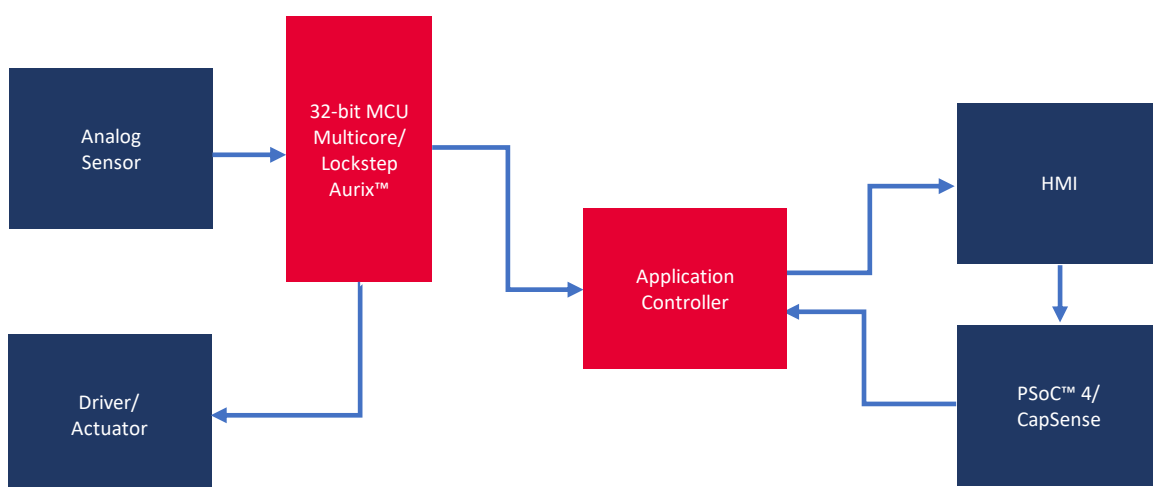 Analog
Sensor
32-bit MCU
Multicore/
Lockstep
Aurix™
Application
Controller
HMI
Driver/
Actuator
PSoC™ 4/
CapSense